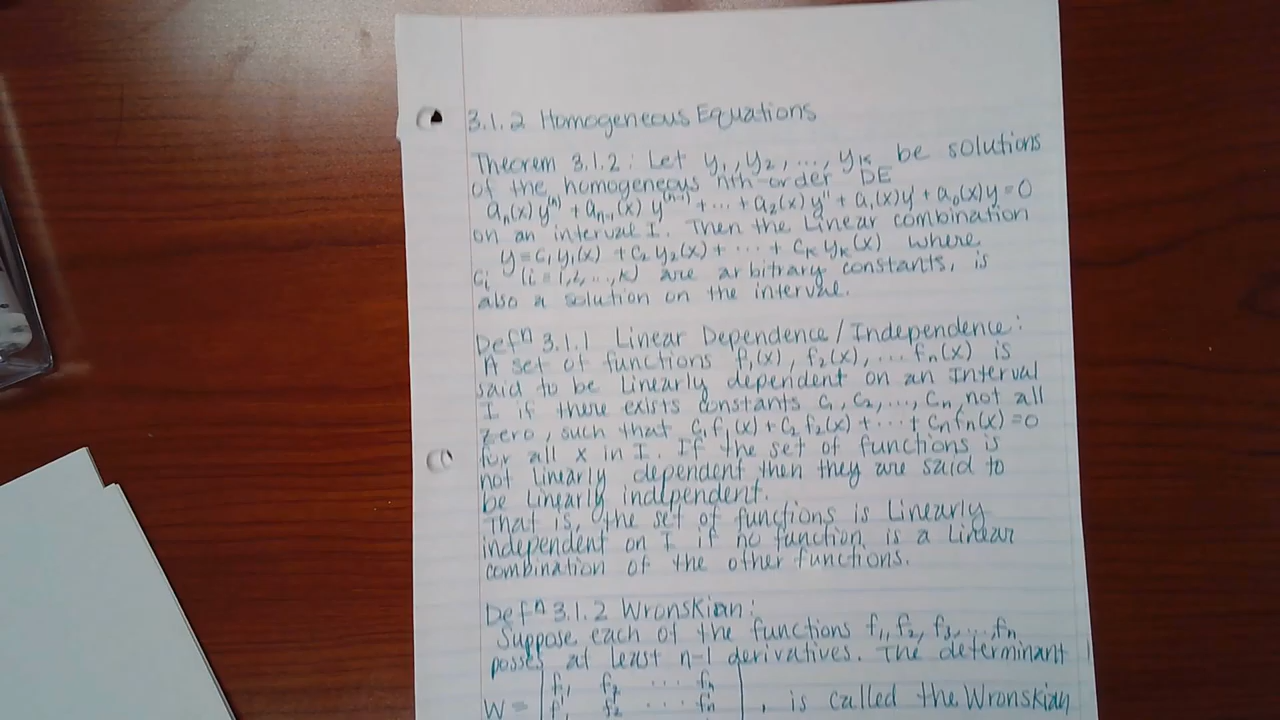 3.1.2 Homogeneous Equations
Theorem 3.1.2: Let y₁, y₂, ..., yₖ be solutions
of the homogeneous nth-order DE
aₙ(x)y⁽ⁿ⁾ + aₙ₋₁(x) y⁽ⁿ⁻¹⁾ + ... + a₂(x)y'' + a₁(x)y' + a₀(x)y = 0
on an interval I. Then the Linear combination
y = c₁y₁(x) + c₂y₂(x) + ... + cₖyₖ(x) where
cᵢ (i = 1,2,...,k) are arbitrary constants, is
also a solution on the interval.
Defⁿ 3.1.1 Linear Dependence/Independence:
A set of functions f₁(x), f₂(x), ... fₙ(x) is
said to be Linearly dependent on an Interval
I if there exists constants c₁, c₂, ..., cₙ, not all
zero, such that c₁f₁(x) + c₂f₂(x) + ... + cₙfₙ(x) = 0
for all x in I. If the set of functions is
not linearly dependent then they are said to
be Linearly independent.
That is, the set of functions is Linearly
independent on I if no function is a Linear
combination of the other functions.
Defⁿ 3.1.2 Wronskian:
Suppose each of the functions f₁, f₂, f₃, ..., fₙ
posses at least n-1 derivatives. The determinant
W = | f₁ f₂ ... fₙ
f₁' f₂' ... fₙ' | , is called the Wronskian